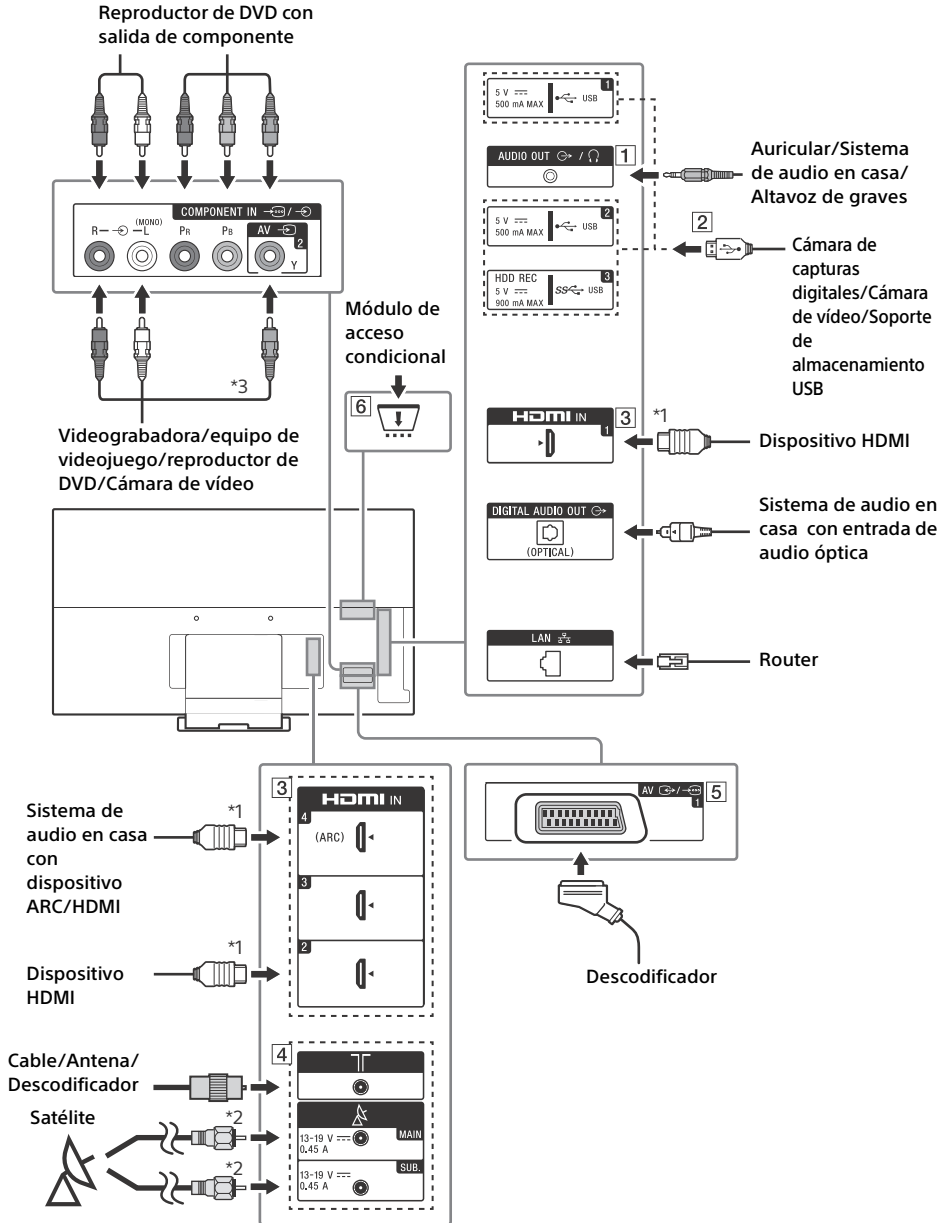 Reproductor de DVD con
salida de componente
COMPONENT IN
R
(MONO)
L
PR
PB
AV
2
Y
*3
Videograbadora/equipo de
videojuego/reproductor de
DVD/Cámara de vídeo
Módulo de
acceso
condicional
6
1
5 V
500 mA MAX
USB
AUDIO OUT /
1
Auricular/Sistema
de audio en casa/
Altavoz de graves
2
5 V
500 mA MAX
USB
2
Cámara de
capturas
digitales/Cámara
de vídeo/Soporte
de
almacenamiento
USB
HDD REC
3
5 V
900 mA MAX
SS USB
HDMI IN
1
3
*1
Dispositivo HDMI
DIGITAL AUDIO OUT
(OPTICAL)
Sistema de audio en
casa con entrada de
audio óptica
LAN
Router
AV /
1
5
Descodificador
3
HDMI IN
4
(ARC)
3
2
Sistema de
audio en casa
con
dispositivo
ARC/HDMI
*1
Dispositivo
HDMI
*1
4
Cable/Antena/
Descodificador
Satélite
*2
*2
MAIN
13-19 V
0.45 A
SUB.
13-19 V
0.45 A